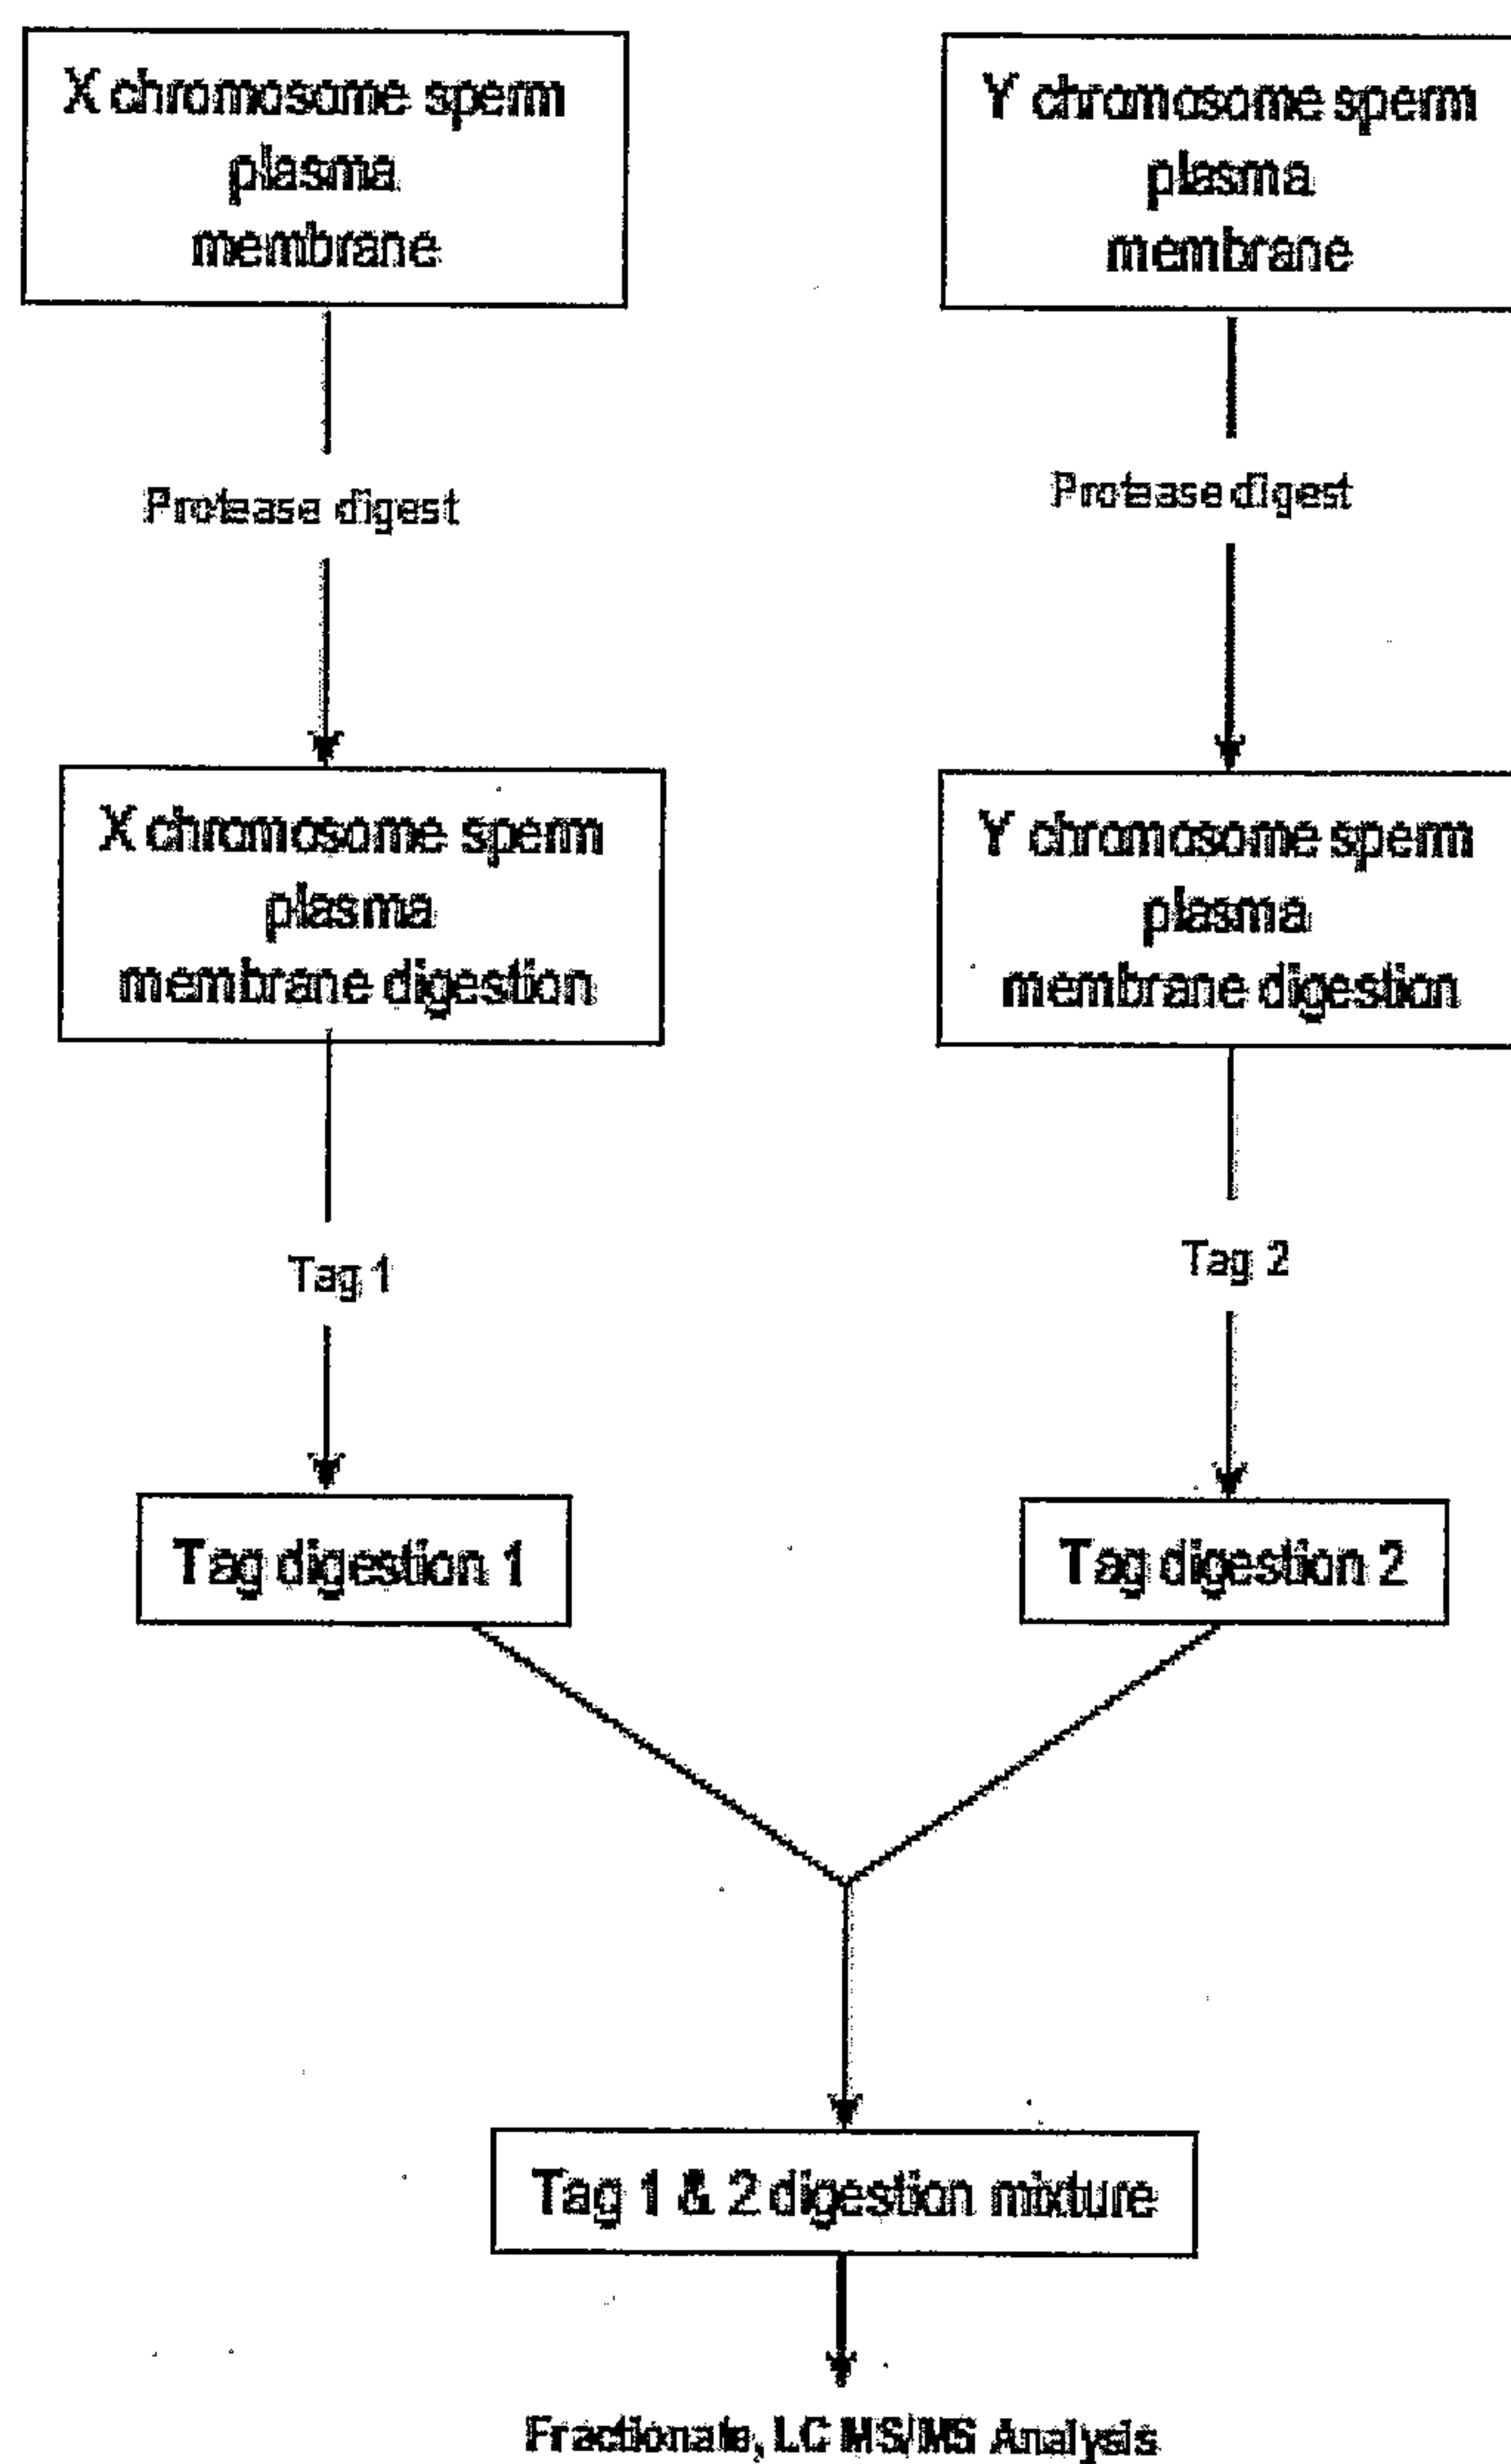 X chromosome sperm
plasma
membrane
Y chromosome sperm
plasma
membrane
Protease digest
Protease digest
X chromosome sperm
plasma
membrane digestion
Y chromosome sperm
plasma
membrane digestion
Tag 1
Tag 2
Tag digestion 1
Tag digestion 2
Tag 1 & 2 digestion mixture
Fractionate, LC MS/MS Analysis